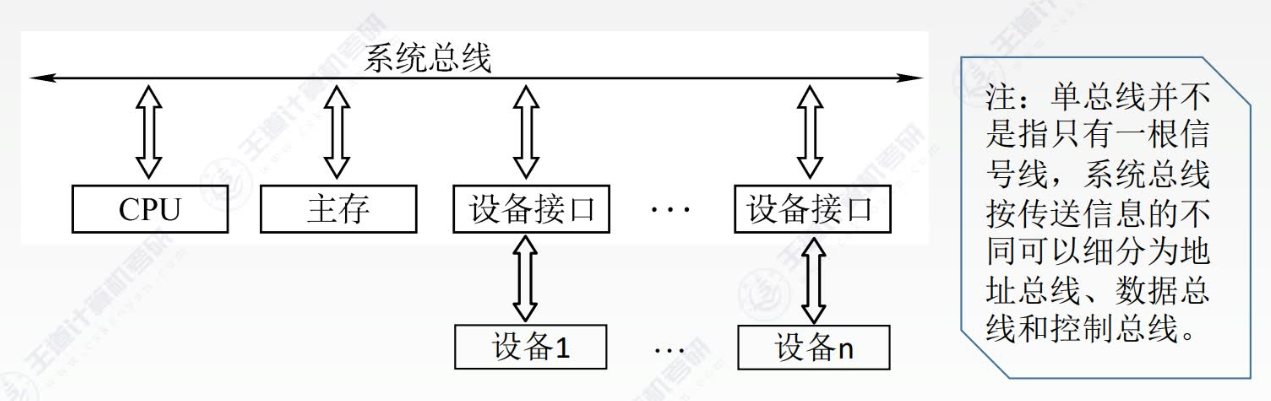 系统总线
CPU
主存
设备接口
···
设备接口
设备1
···
设备n
注：单总线并不
是指只有一根信
号线，系统总线
按传送信息的不
同可以细分为地
址总线、数据总
线和控制总线。
王道计算机考研